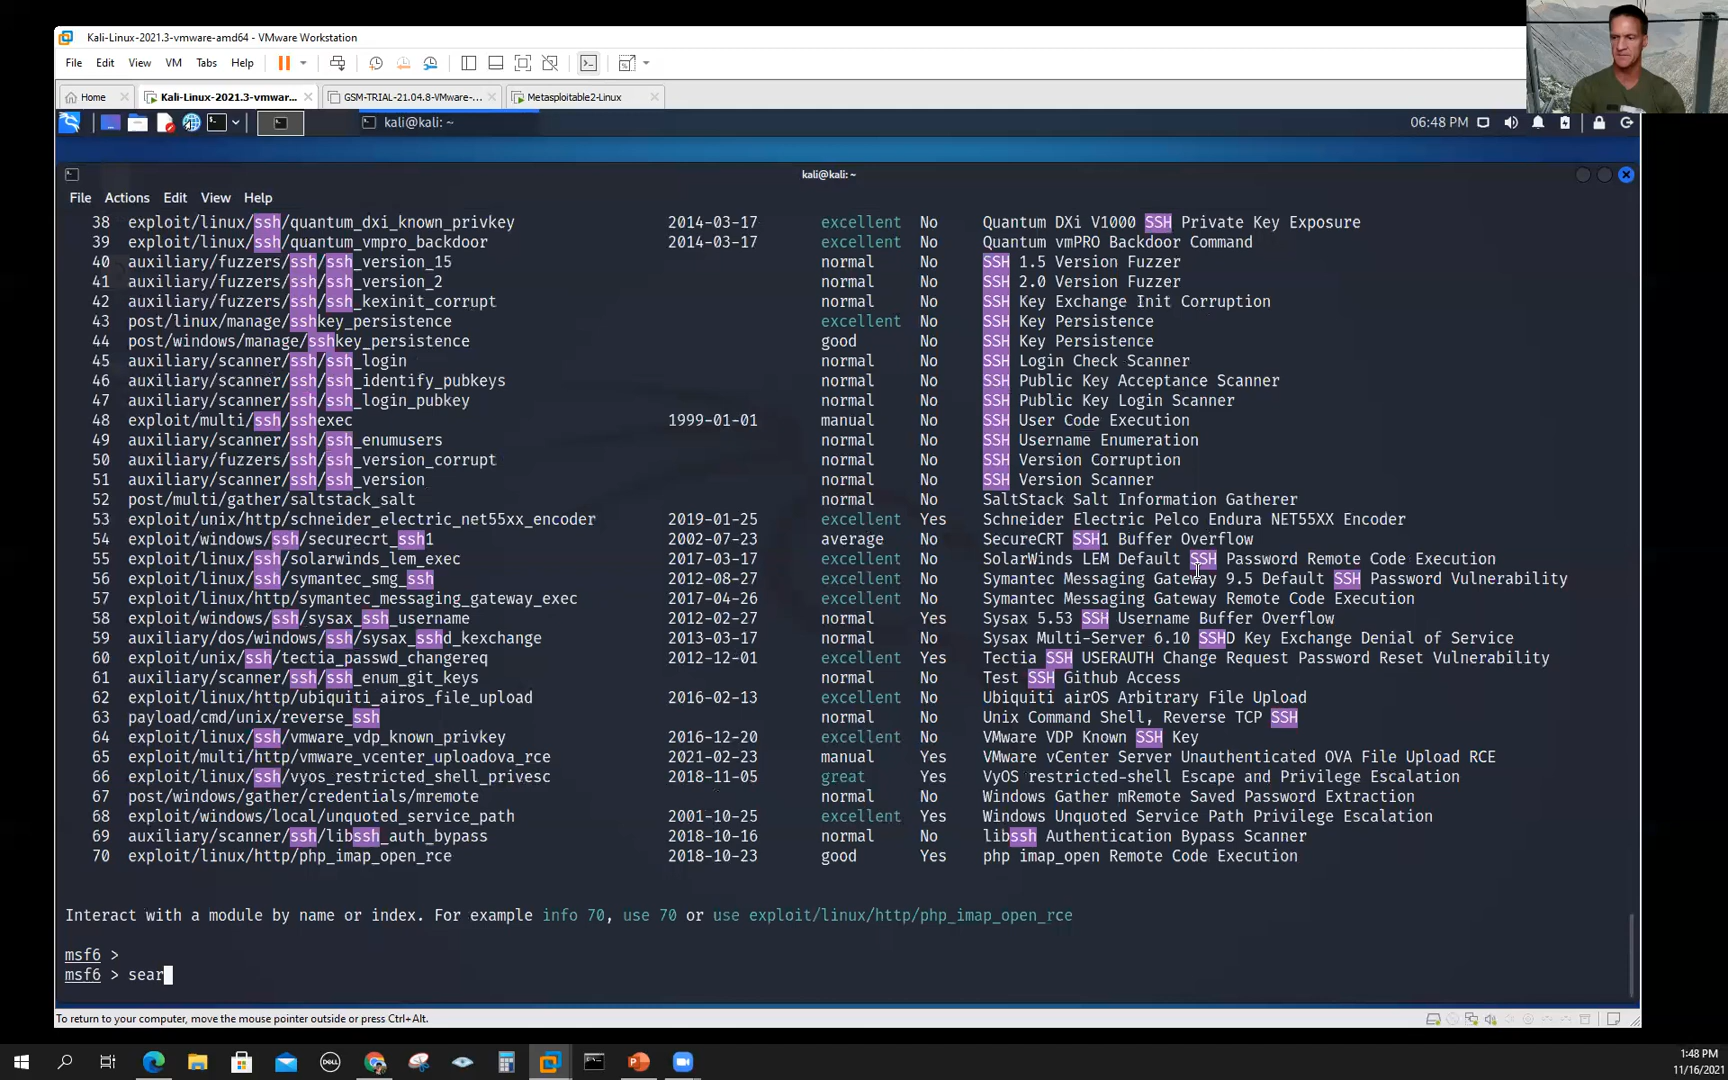 Kali-Linux-2021.3-vmware-amd64 - VMware Workstation
File Edit View VM Tabs Help
Home Kali-Linux-2021.3-vmwar... GSM-TRIAL-21.04.8-VMware-... Metasploitable2-Linux
kali@kali: ~ 06:48 PM
kali@kali: ~
File Actions Edit View Help
38 exploit/linux/ssh/quantum_dxi_known_privkey 2014-03-17 excellent No Quantum DXi V1000 SSH Private Key Exposure
39 exploit/linux/ssh/quantum_vmpro_backdoor 2014-03-17 excellent No Quantum vmPRO Backdoor Command
40 auxiliary/fuzzers/ssh/ssh_version_15 normal No SSH 1.5 Version Fuzzer
41 auxiliary/fuzzers/ssh/ssh_version_2 normal No SSH 2.0 Version Fuzzer
42 auxiliary/fuzzers/ssh/ssh_kexinit_corrupt normal No SSH Key Exchange Init Corruption
43 post/linux/manage/sshkey_persistence excellent No SSH Key Persistence
44 post/windows/manage/sshkey_persistence good No SSH Key Persistence
45 auxiliary/scanner/ssh/ssh_login normal No SSH Login Check Scanner
46 auxiliary/scanner/ssh/ssh_identify_pubkeys normal No SSH Public Key Acceptance Scanner
47 auxiliary/scanner/ssh/ssh_login_pubkey normal No SSH Public Key Login Scanner
48 exploit/multi/ssh/sshexec 1999-01-01 manual No SSH User Code Execution
49 auxiliary/scanner/ssh/ssh_enumusers normal No SSH Username Enumeration
50 auxiliary/fuzzers/ssh/ssh_version_corrupt normal No SSH Version Corruption
51 auxiliary/scanner/ssh/ssh_version normal No SSH Version Scanner
52 post/multi/gather/saltstack_salt normal No SaltStack Salt Information Gatherer
53 exploit/unix/http/schneider_electric_net55xx_encoder 2019-01-25 excellent Yes Schneider Electric Pelco Endura NET55XX Encoder
54 exploit/windows/ssh/securecrt_ssh1 2002-07-23 average No SecureCRT SSH1 Buffer Overflow
55 exploit/linux/ssh/solarwinds_lem_exec 2017-03-17 excellent No SolarWinds LEM Default SSH Password Remote Code Execution
56 exploit/linux/ssh/symantec_smg_ssh 2012-08-27 excellent No Symantec Messaging Gateway 9.5 Default SSH Password Vulnerability
57 exploit/linux/http/symantec_messaging_gateway_exec 2017-04-26 excellent No Symantec Messaging Gateway Remote Code Execution
58 exploit/windows/ssh/sysax_ssh_username 2012-02-27 normal Yes Sysax 5.53 SSH Username Buffer Overflow
59 auxiliary/dos/windows/ssh/sysax_sshd_kexchange 2013-03-17 normal No Sysax Multi-Server 6.10 SSHD Key Exchange Denial of Service
60 exploit/unix/ssh/tectia_passwd_changereq 2012-12-01 excellent Yes Tectia SSH USERAUTH Change Request Password Reset Vulnerability
61 auxiliary/scanner/ssh/ssh_enum_git_keys normal No Test SSH Github Access
62 exploit/linux/http/ubiquiti_airos_file_upload 2016-02-13 excellent No Ubiquiti airOS Arbitrary File Upload
63 payload/cmd/unix/reverse_ssh normal No Unix Command Shell, Reverse TCP SSH
64 exploit/linux/ssh/vmware_vdp_known_privkey 2016-12-20 excellent No VMware VDP Known SSH Key
65 exploit/multi/http/vmware_vcenter_uploadova_rce 2021-02-23 manual Yes VMware vCenter Server Unauthenticated OVA File Upload RCE
66 exploit/linux/ssh/vyos_restricted_shell_privesc 2018-11-05 great Yes VyOS restricted-shell Escape and Privilege Escalation
67 post/windows/gather/credentials/mremote normal No Windows Gather mRemote Saved Password Extraction
68 exploit/windows/local/unquoted_service_path 2001-10-25 excellent Yes Windows Unquoted Service Path Privilege Escalation
69 auxiliary/scanner/ssh/libssh_auth_bypass 2018-10-16 normal No libssh Authentication Bypass Scanner
70 exploit/linux/http/php_imap_open_rce 2018-10-23 good Yes php imap_open Remote Code Execution
Interact with a module by name or index. For example info 70, use 70 or use exploit/linux/http/php_imap_open_rce
msf6 >
msf6 > sear
To return to your computer, move the mouse pointer outside or press Ctrl+Alt.
DELL
1:48 PM
11/16/2021